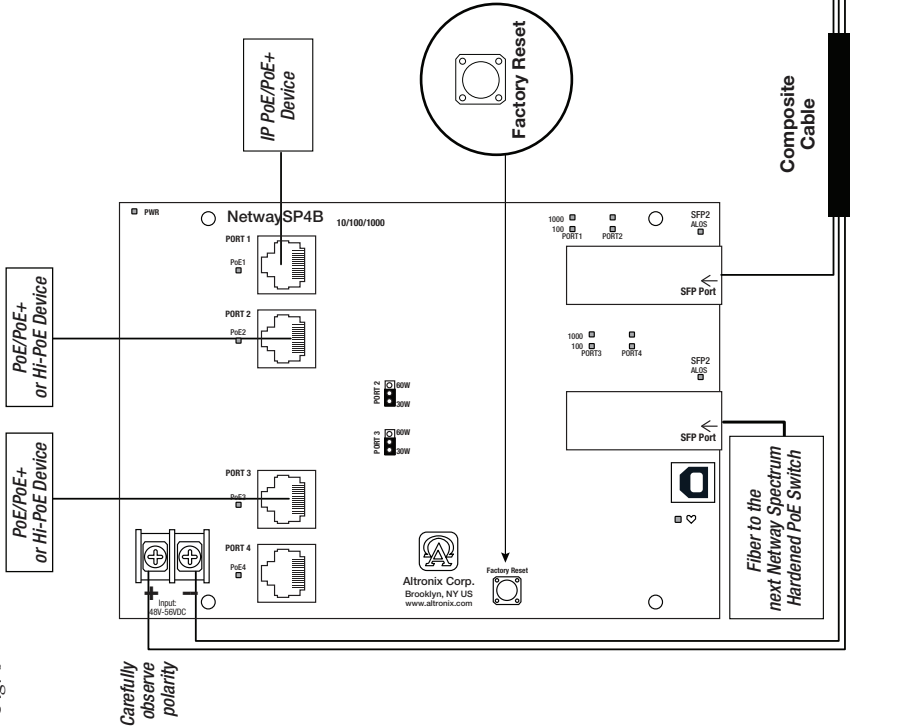 Factory Reset
IP PoE/PoE+
Device
Composite
Cable
PoE/PoE+
or Hi-PoE Device
PoE/PoE+
or Hi-PoE Device
PWR
NetwaySP4B
10/100/1000
PORT 1
PoE1
PORT 2
PoE2
PORT 3
PoE3
PORT 4
PoE4
1000
100
PORT1
PORT2
SFP2
ALOS
SFP Port
1000
100
PORT3
PORT4
SFP2
ALOS
SFP Port
PORT 2
60W
30W
PORT 3
60W
30W
+
–
Input:
48V-56VDC
Altronix Corp.
Brooklyn, NY US
www.altronix.com
Factory Reset
Fiber to the
next Netway Spectrum
Hardened PoE Switch
Carefully
observe
polarity